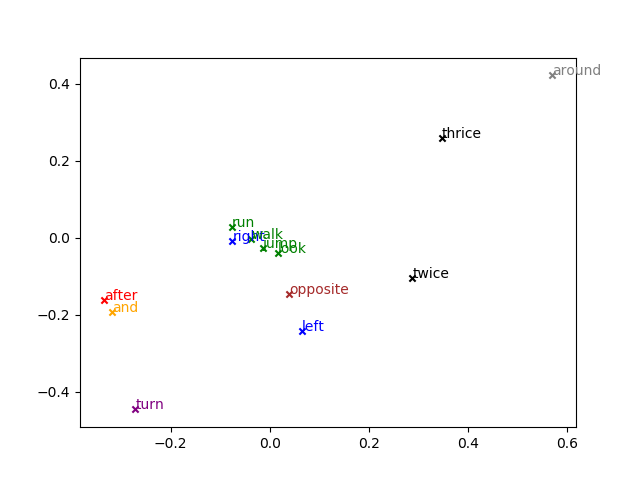 around
0.4
thrice
0.2
run
walk
right
0.0
jump
look
twice
opposite
after
and
−0.2
left
−0.4
turn
−0.2
0.0
0.2
0.4
0.6